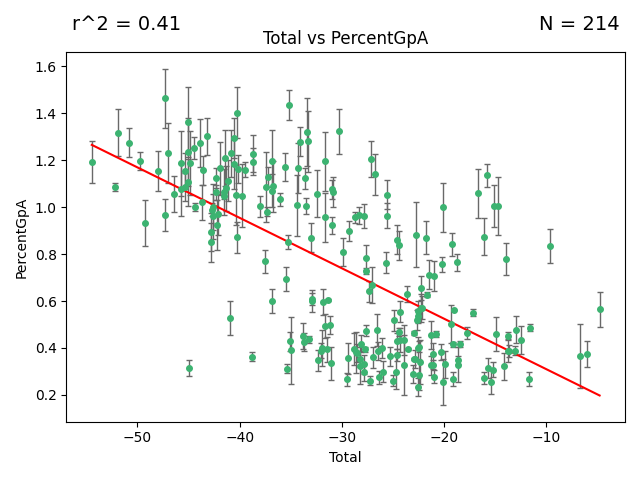 r^2 = 0.41
N = 214
Total vs PercentGpA
PercentGpA
1.6
1.4
1.2
1.0
0.8
0.6
0.4
0.2
−50
−40
−30
−20
−10
Total